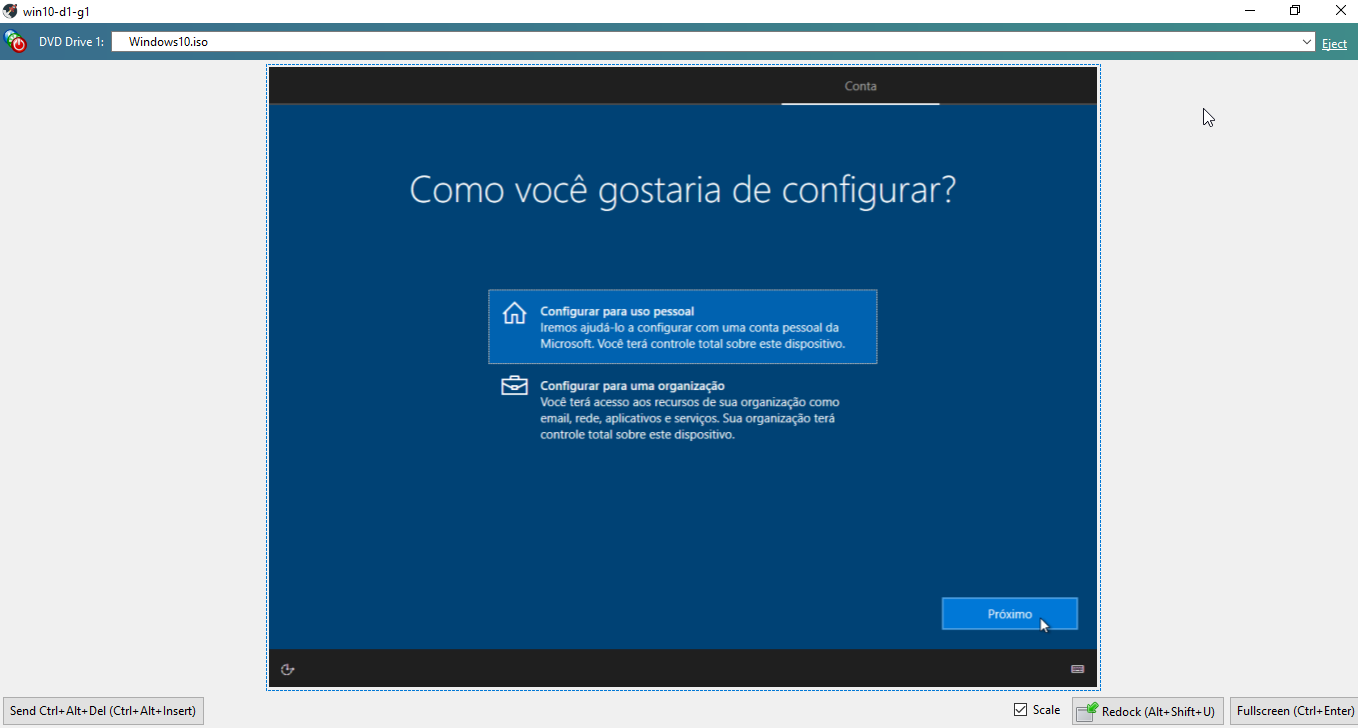 win10-d1-g1
DVD Drive 1:
Windows10.iso
Eject
Conta
Como você gostaria de configurar?
Configurar para uso pessoal
Iremos ajudá-lo a configurar com uma conta pessoal da
Microsoft. Você terá controle total sobre este dispositivo.
Configurar para uma organização
Você terá acesso aos recursos de sua organização como
email, rede, aplicativos e serviços. Sua organização terá
controle total sobre este dispositivo.
Próximo
Send Ctrl+Alt+Del (Ctrl+Alt+Insert)
Scale
Redock (Alt+Shift+U)
Fullscreen (Ctrl+Enter)